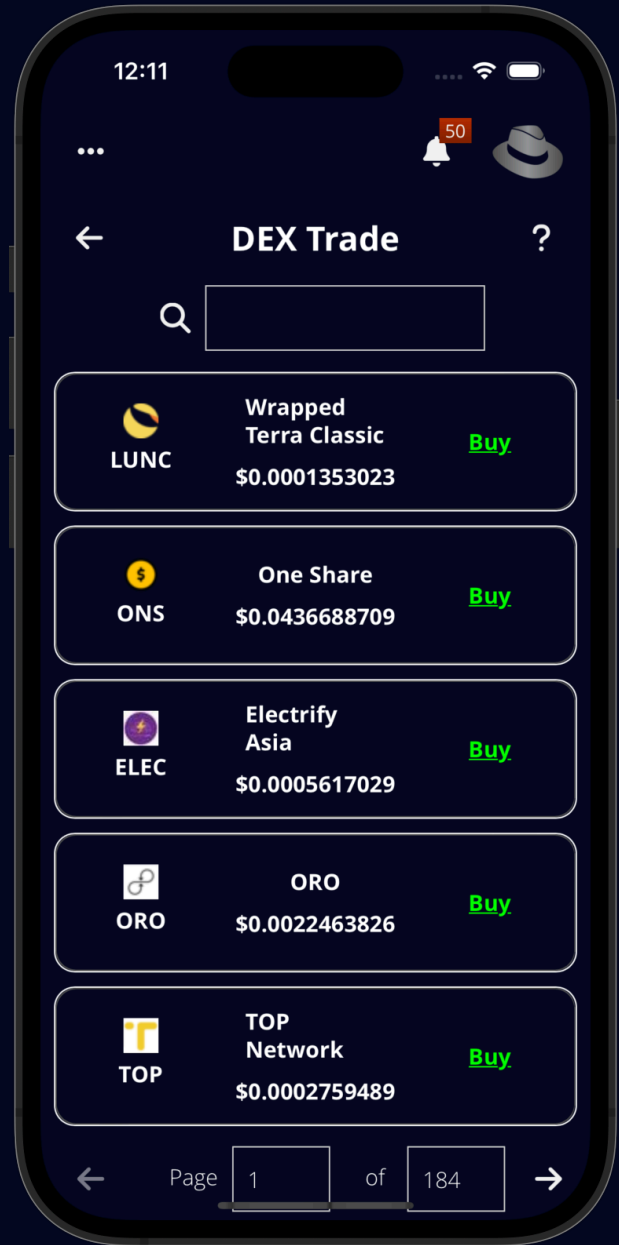 12:11
50
DEX Trade
?
Wrapped
Terra Classic
LUNC
$0.0001353023
Buy
$
One Share
ONS
$0.0436688709
Buy
Electrify
Asia
ELEC
$0.0005617029
Buy
ORO
ORO
$0.0022463826
Buy
TOP
Network
TOP
$0.0002759489
Buy
Page 1 of 184